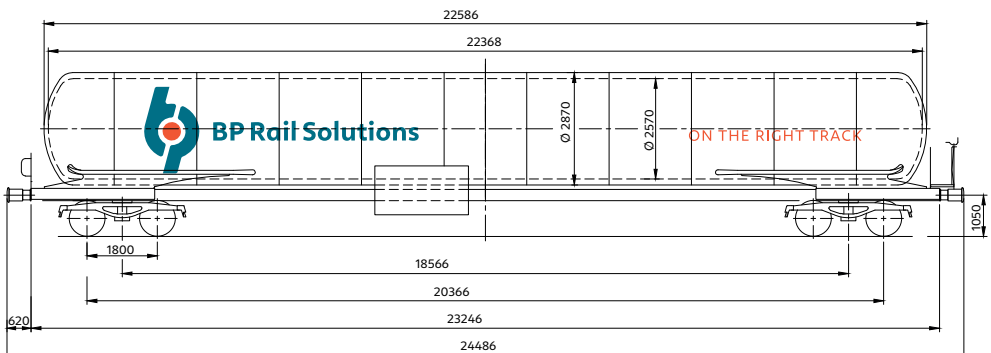 22586
22368
BP Rail Solutions
Ø 2870
Ø 2570
ON THE RIGHT TRACK
1050
1800
18566
20366
620
23246
24486